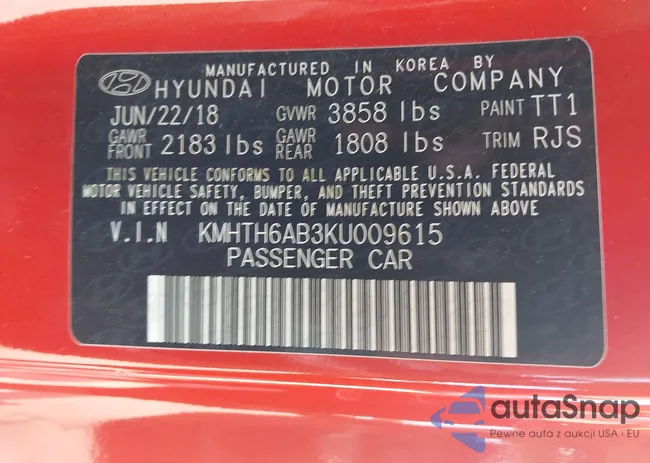 MANUFACTURED IN KOREA BY
HYUNDAI MOTOR COMPANY
JUN/22/18 GVWR 3858 lbs PAINT TT1
GAWR FRONT 2183 lbs GAWR REAR 1808 lbs TRIM RJS
THIS VEHICLE CONFORMS TO ALL APPLICABLE U.S.A. FEDERAL
MOTOR VEHICLE SAFETY, BUMPER, AND THEFT PREVENTION STANDARDS
IN EFFECT ON THE DATE OF MANUFACTURE SHOWN ABOVE
V.I.N KMHTH6AB3KU009615
PASSENGER CAR
autaSnap
Pewne auta z aukcji USA i EU